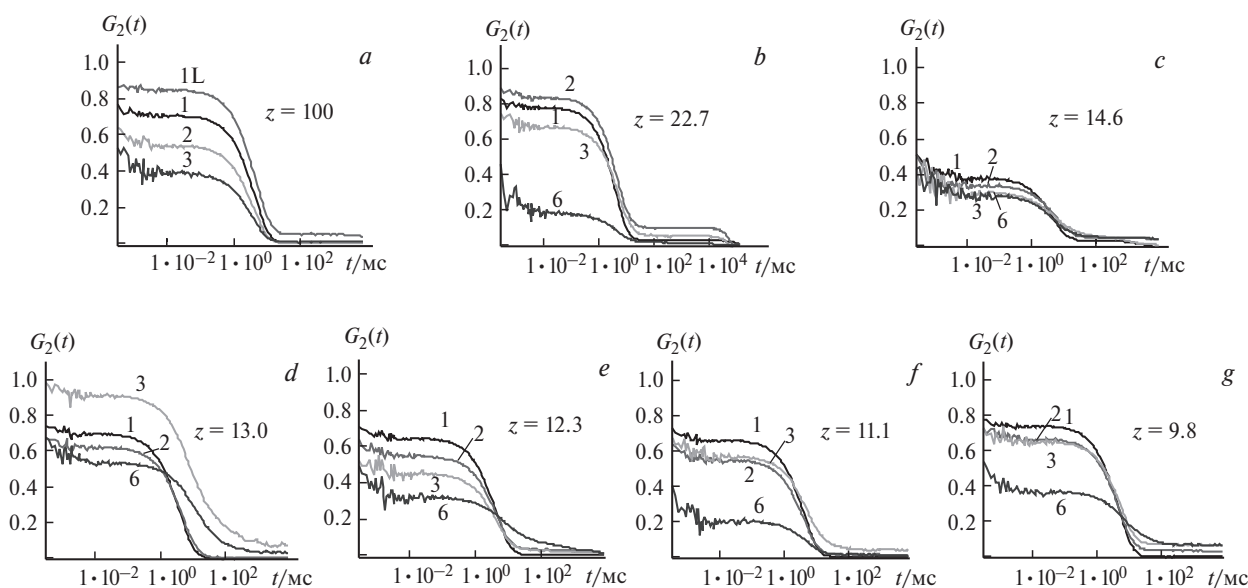 G₂(t)
a
1.0
0.8
0.6
0.4
0.2
1 L
1
2
3
z = 100
1 • 10⁻² 1 • 10⁰ 1 • 10² t/мс
G₂(t)
b
1.0
0.8
0.6
0.4
0.2
2
1
3
6
z = 22.7
1 • 10⁻² 1 • 10⁰ 1 • 10² 1 • 10⁴ t/мс
G₂(t)
c
1.0
0.8
0.6
0.4
0.2
1
2
3
6
z = 14.6
1 • 10⁻² 1 • 10⁰ 1 • 10² t/мс
G₂(t)
d
1.0
0.8
0.6
0.4
0.2
3
1
2
6
z = 13.0
1 • 10⁻² 1 • 10⁰ 1 • 10² t/мс
G₂(t)
e
1.0
0.8
0.6
0.4
0.2
1
2
3
6
z = 12.3
1 • 10⁻² 1 • 10⁰ 1 • 10² t/мс
G₂(t)
f
1.0
0.8
0.6
0.4
0.2
1
3
2
6
z = 11.1
1 • 10⁻² 1 • 10⁰ 1 • 10² t/мс
G₂(t)
g
1.0
0.8
0.6
0.4
0.2
2 1
3
6
z = 9.8
1 • 10⁻² 1 • 10⁰ 1 • 10² t/мс